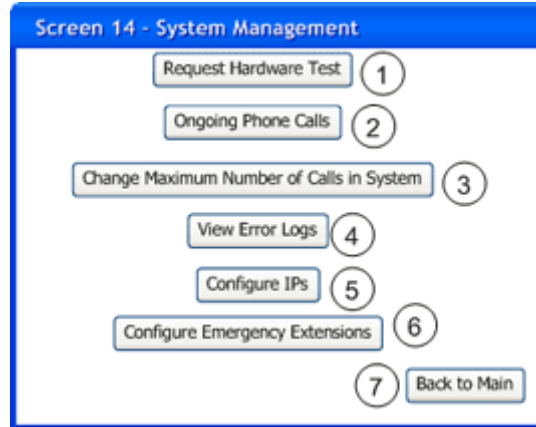 Screen 14 - System Management
Request Hardware Test 1
Ongoing Phone Calls 2
Change Maximum Number of Calls in System 3
View Error Logs 4
Configure IPs 5
Configure Emergency Extensions 6
7 Back to Main